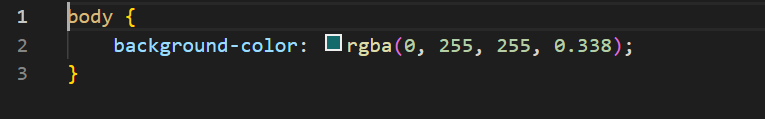 1 body {
2 background-color: rgba(0, 255, 255, 0.338);
3 }